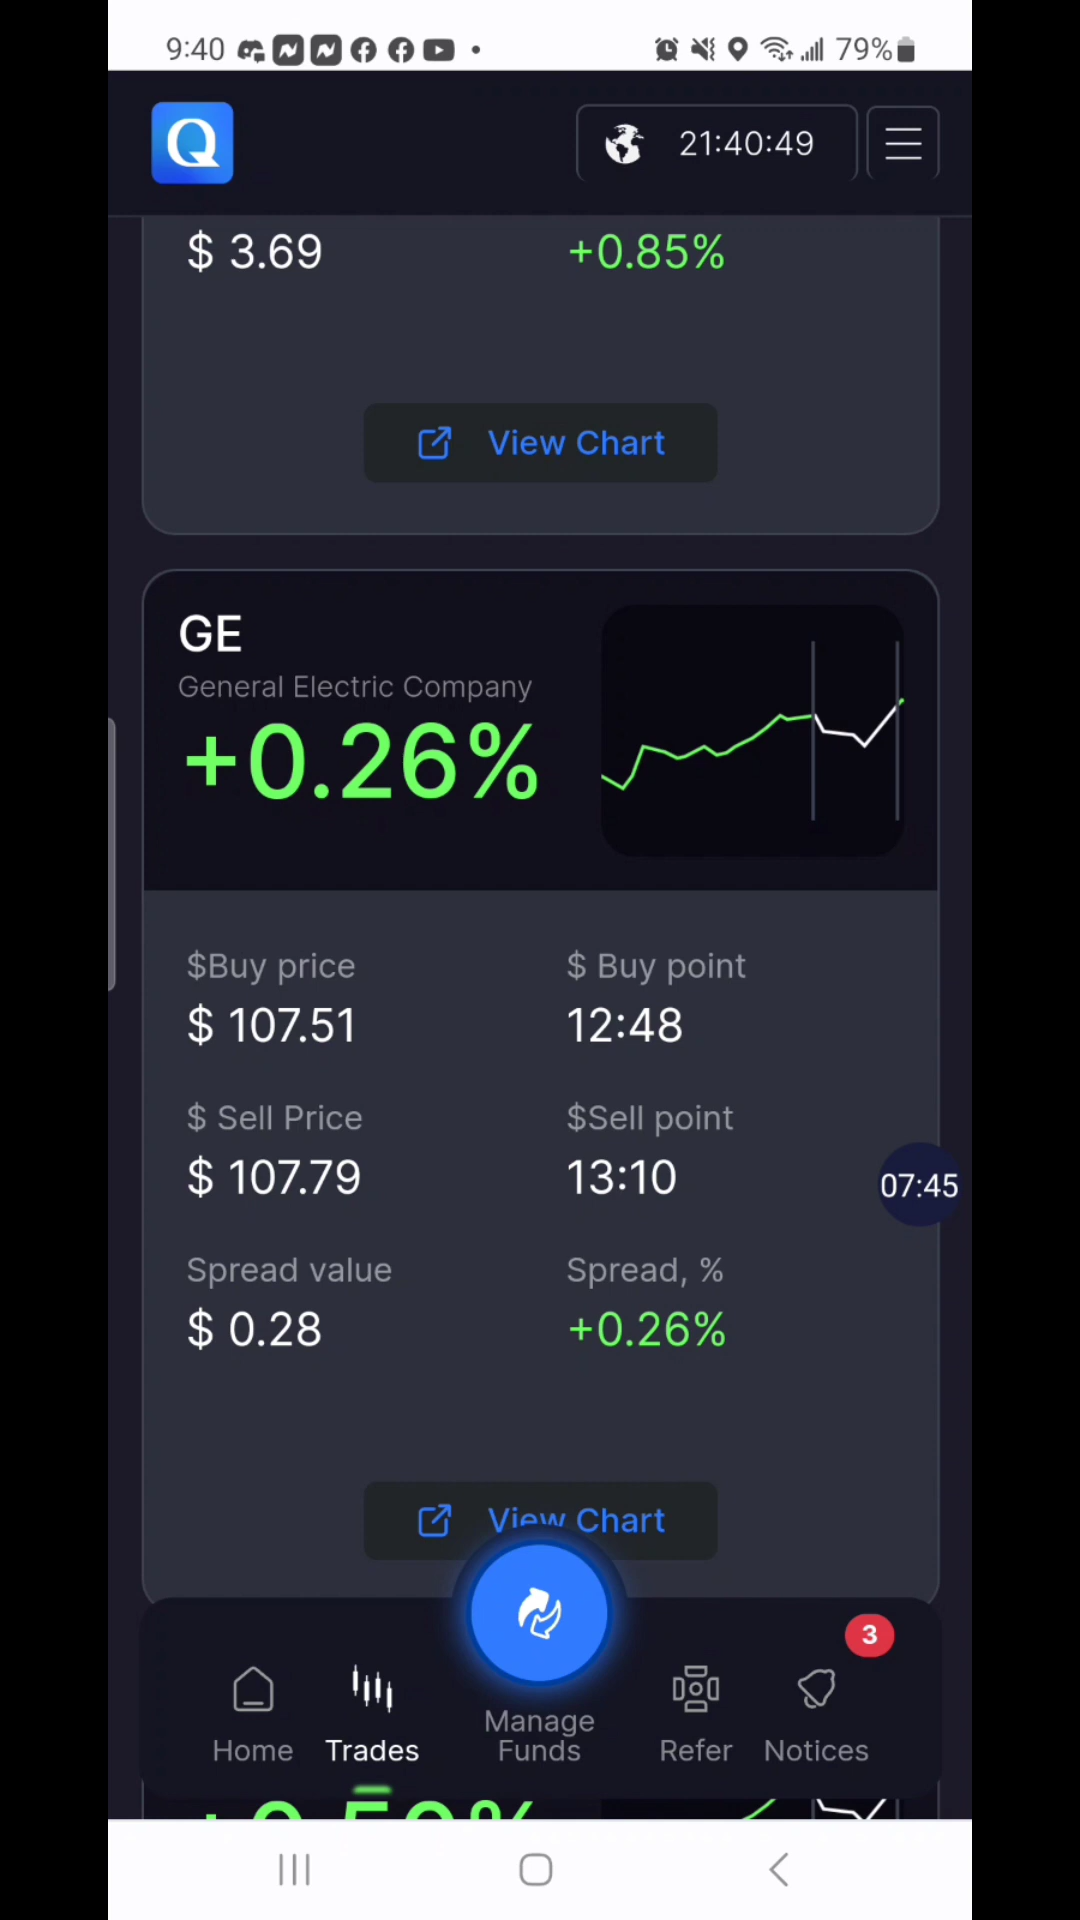 9:40 79%
Q 21:40:49
$ 3.69 +0.85%
View Chart
GE
General Electric Company
+0.26%
$Buy price $ Buy point
$ 107.51 12:48
$ Sell Price $Sell point
$ 107.79 13:10
07:45
Spread value Spread, %
$ 0.28 +0.26%
View Chart
3
Home Trades Manage Funds Refer Notices